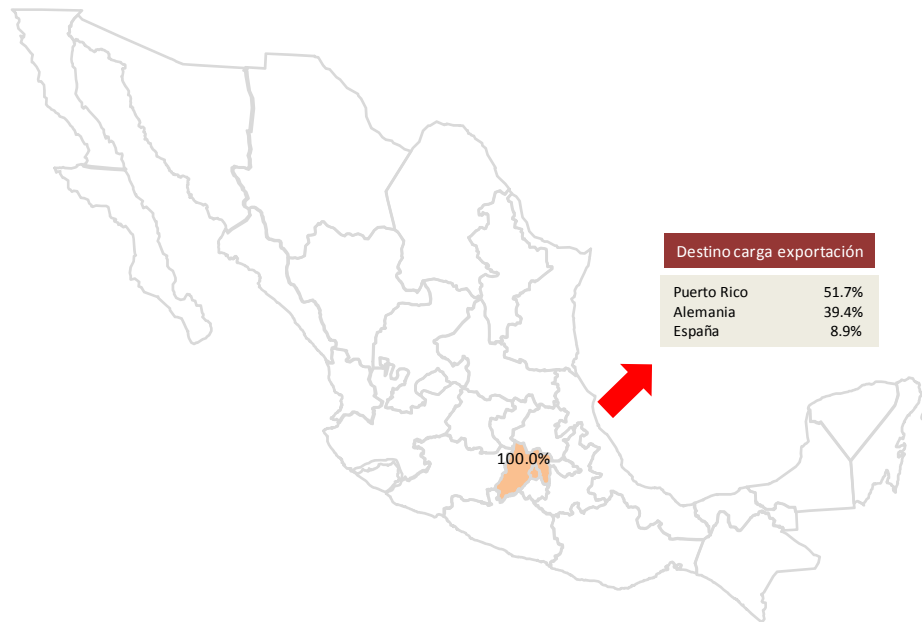 Destino carga exportación
Puerto Rico 51.7%
Alemania 39.4%
España 8.9%
100.0%